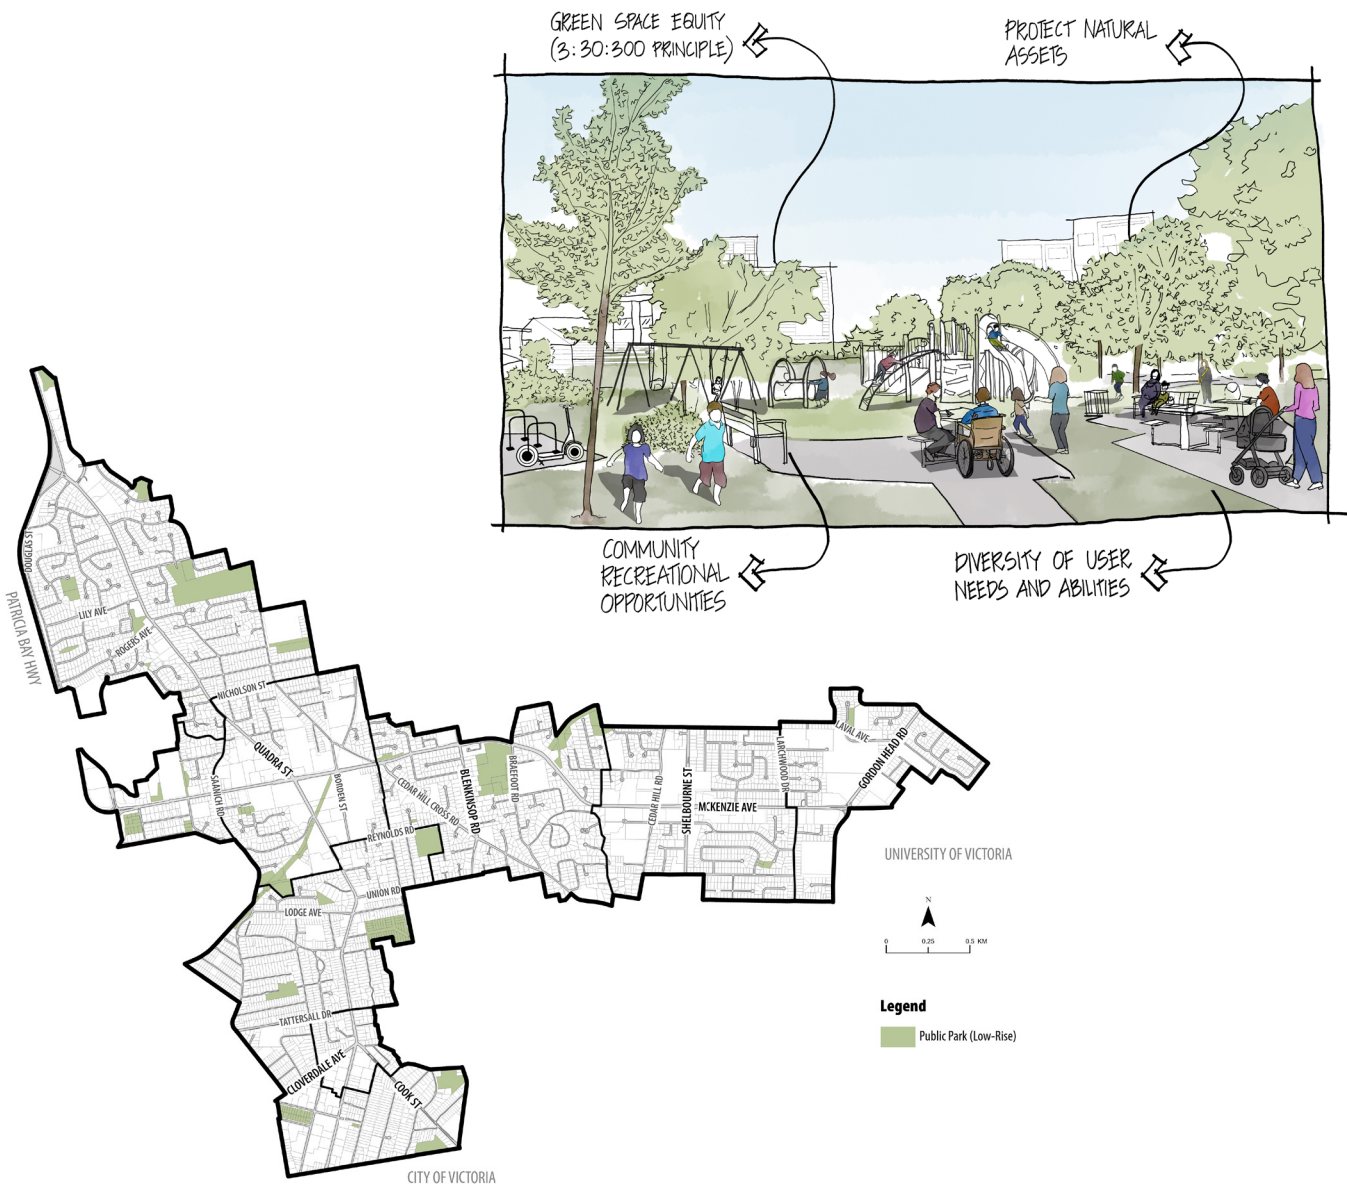 GREEN SPACE EQUITY
(3:30:300 PRINCIPLE)
PROTECT NATURAL
ASSETS
COMMUNITY
RECREATIONAL
OPPORTUNITIES
DIVERSITY OF USER
NEEDS AND ABILITIES
DOUGLAS ST
PATRICIA BAY HWY
LILY AVE
ROGERS AVE
NICHOLSON ST
QUADRA ST
SAANICH RD
BORDEN ST
CEDAR HILL CROSS RD
BLENKINSOP RD
BRAEFOOT RD
REYNOLDS RD
CEDAR HILL RD
SHELBOURNE ST
MCKENZIE AVE
LARCHWOOD DR
LAVAL AVE
GORDON HEAD RD
UNION RD
LODGE AVE
TATTERSALL DR
CLOVERDALE AVE
COOK ST
UNIVERSITY OF VICTORIA
CITY OF VICTORIA
N
0 0.25 0.5 KM
Legend
Public Park (Low-Rise)